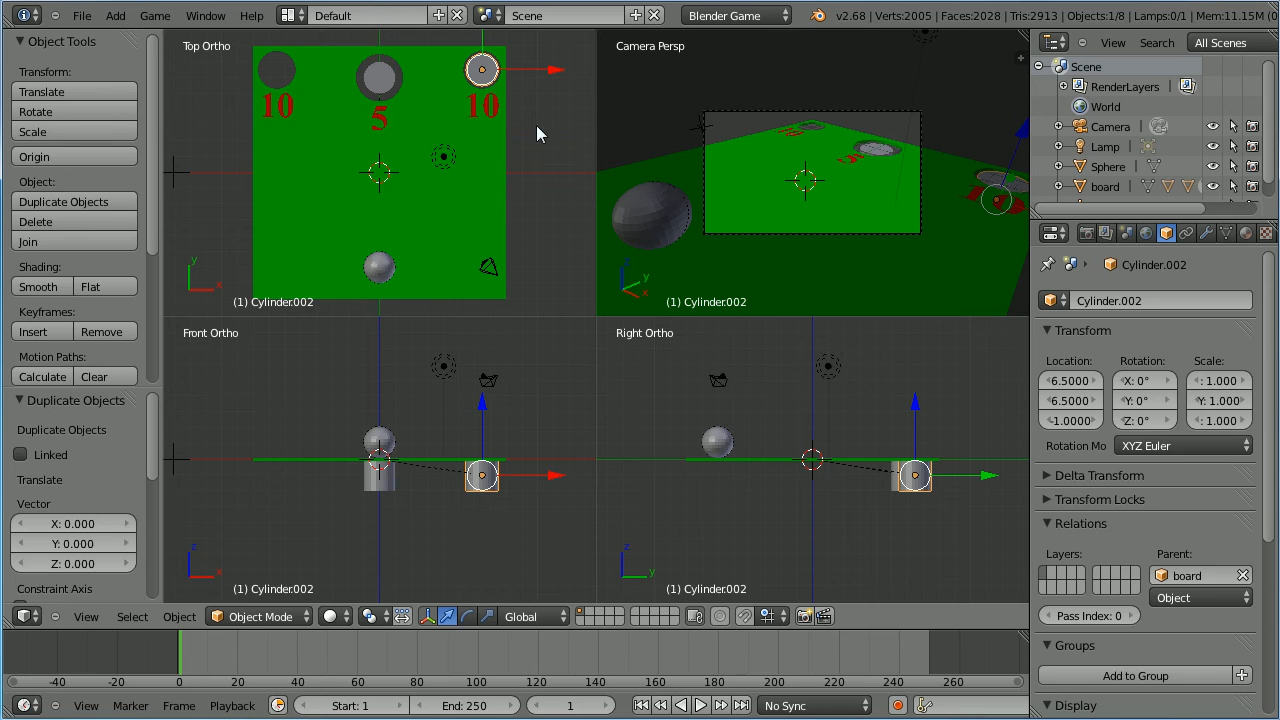 File Add Game Window Help Default Scene Blender Game v2.68 | Verts:2005 | Faces:2028 | Tris:2913 | Objects:1/8 | Lamps:0/1 | Mem:11.15M (0
Object Tools
Transform:
Translate
Rotate
Scale
Origin
Object:
Duplicate Objects
Delete
Join
Shading:
Smooth Flat
Keyframes:
Insert Remove
Motion Paths:
Calculate Clear
Duplicate Objects
Duplicate Objects
Linked
Translate
Vector
X: 0.000
Y: 0.000
Z: 0.000
Constraint Axis
Top Ortho
10 5 10
y
x
(1) Cylinder.002
Camera Persp
10
5
10
z
y
x
(1) Cylinder.002
Front Ortho
z
x
(1) Cylinder.002
Right Ortho
z
y
(1) Cylinder.002
View Select Object Object Mode Global
-40 -20 0 20 40 60 80 100 120 140 160 180 200 220 240 260
View Marker Frame Playback Start: 1 End: 250 1 No Sync
View Search All Scenes
Scene
RenderLayers
World
Camera
Lamp
Sphere
board
Cylinder.002
Cylinder.002
Transform
Location: Rotation: Scale:
6.5000 X: 0° : 1.000
6.5000 Y: 0° Y: 1.000
-1.0000 Z: 0° : 1.000
Rotation Mo XYZ Euler
Delta Transform
Transform Locks
Relations
Layers: Parent:
board
Object
Pass Index: 0
Groups
Add to Group
Display